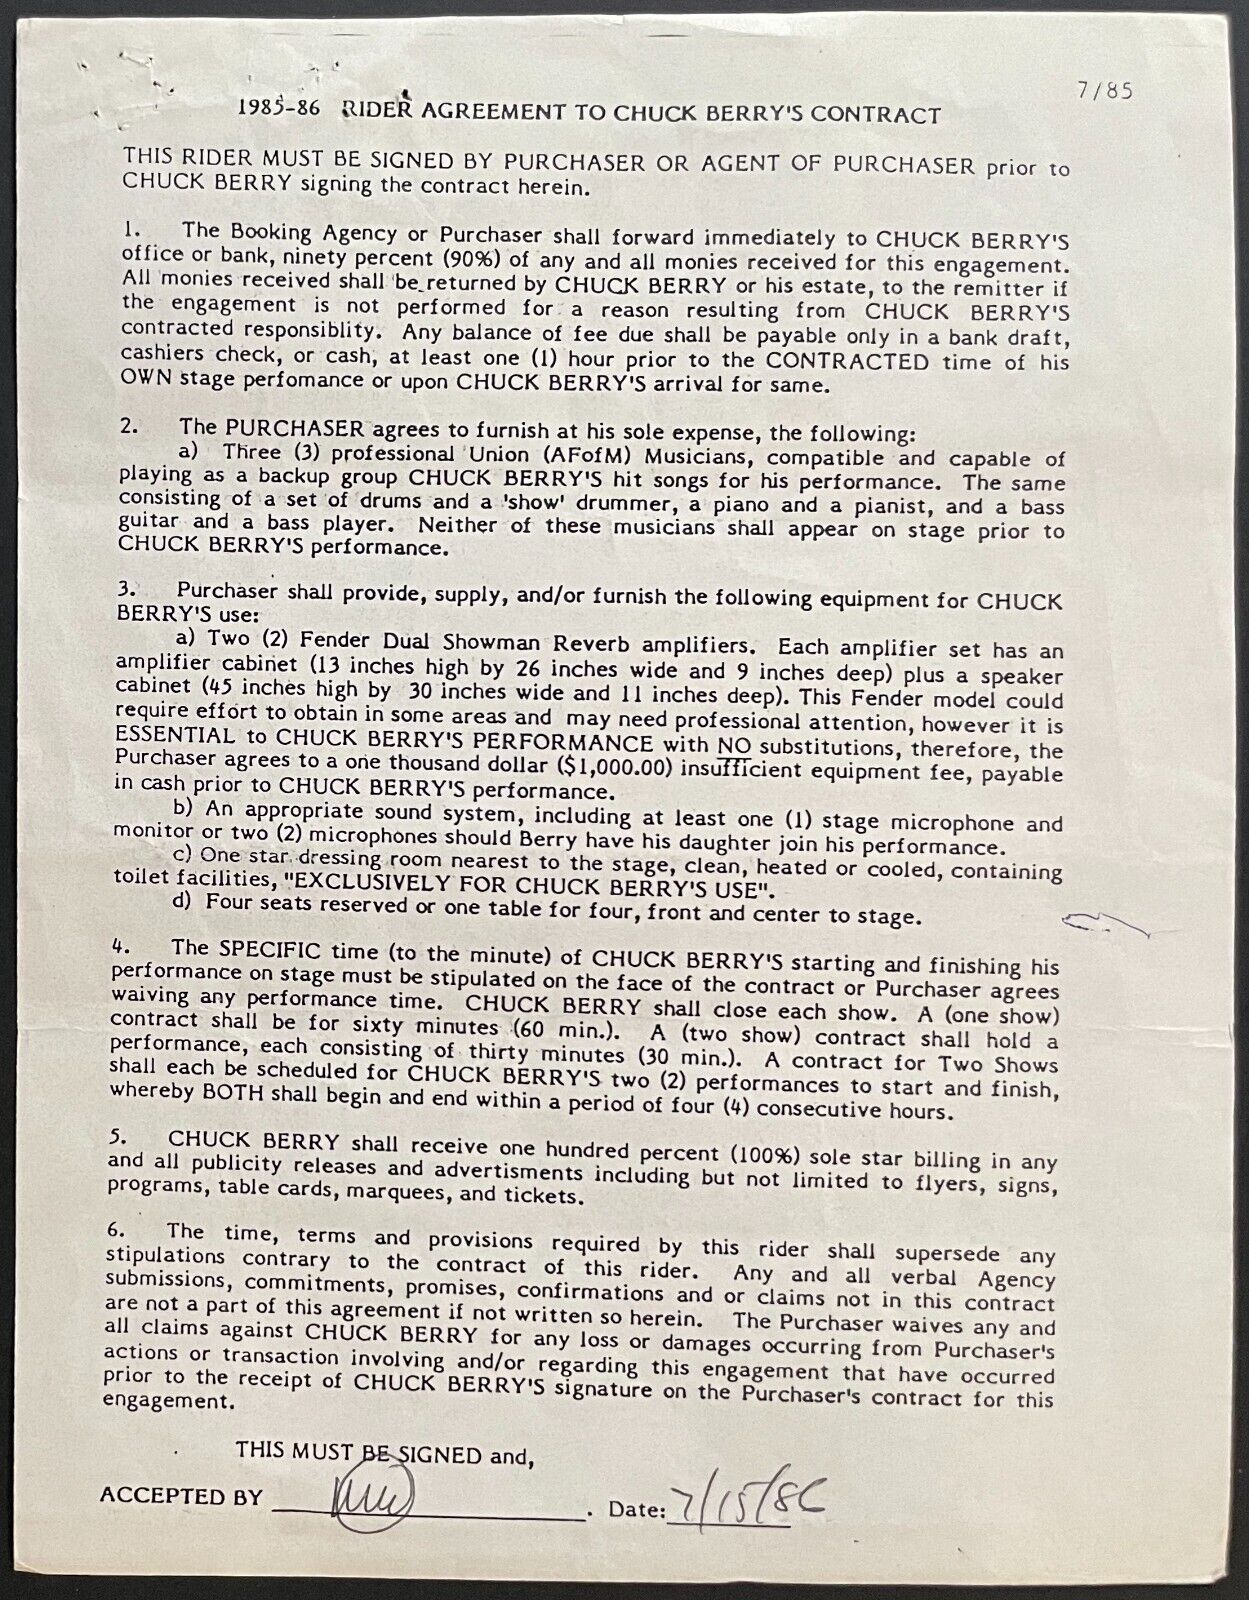 7/85
1985-86 RIDER AGREEMENT TO CHUCK BERRY'S CONTRACT
THIS RIDER MUST BE SIGNED BY PURCHASER OR AGENT OF PURCHASER prior to
CHUCK BERRY signing the contract herein.
1. The Booking Agency or Purchaser shall forward immediately to CHUCK BERRY'S
office or bank, ninety percent (90%) of any and all monies received for this engagement.
All monies received shall be returned by CHUCK BERRY or his estate, to the remitter if
the engagement is not performed for a reason resulting from CHUCK BERRY'S
contracted responsiblity. Any balance of fee due shall be payable only in a bank draft,
cashiers check, or cash, at least one (1) hour prior to the CONTRACTED time of his
OWN stage perfomance or upon CHUCK BERRY'S arrival for same.
2. The PURCHASER agrees to furnish at his sole expense, the following:
a) Three (3) professional Union (AFofM) Musicians, compatible and capable of
playing as a backup group CHUCK BERRY'S hit songs for his performance. The same
consisting of a set of drums and a 'show' drummer, a piano and a pianist, and a bass
guitar and a bass player. Neither of these musicians shall appear on stage prior to
CHUCK BERRY'S performance.
3. Purchaser shall provide, supply, and/or furnish the following equipment for CHUCK
BERRY'S use:
a) Two (2) Fender Dual Showman Reverb amplifiers. Each amplifier set has an
amplifier cabinet (13 inches high by 26 inches wide and 9 inches deep) plus a speaker
cabinet (45 inches high by 30 inches wide and 11 inches deep). This Fender model could
require effort to obtain in some areas and may need professional attention, however it is
ESSENTIAL to CHUCK BERRY'S PERFORMANCE with NO substitutions, therefore, the
Purchaser agrees to a one thousand dollar ($1,000.00) insufficient equipment fee, payable
in cash prior to CHUCK BERRY'S performance.
b) An appropriate sound system, including at least one (1) stage microphone and
monitor or two (2) microphones should Berry have his daughter join his performance.
c) One star dressing room nearest to the stage, clean, heated or cooled, containing
toilet facilities, "EXCLUSIVELY FOR CHUCK BERRY'S USE".
d) Four seats reserved or one table for four, front and center to stage.
4. The SPECIFIC time (to the minute) of CHUCK BERRY'S starting and finishing his
performance on stage must be stipulated on the face of the contract or Purchaser agrees
waiving any performance time. CHUCK BERRY shall close each show. A (one show)
contract shall be for sixty minutes (60 min.). A (two show) contract shall hold a
performance, each consisting of thirty minutes (30 min.). A contract for Two Shows
shall each be scheduled for CHUCK BERRY'S two (2) performances to start and finish,
whereby BOTH shall begin and end within a period of four (4) consecutive hours.
5. CHUCK BERRY shall receive one hundred percent (100%) sole star billing in any
and all publicity releases and advertisments including but not limited to flyers, signs,
programs, table cards, marquees, and tickets.
6. The time, terms and provisions required by this rider shall supersede any
stipulations contrary to the contract of this rider. Any and all verbal Agency
submissions, commitments, promises, confirmations and or claims not in this contract
are not a part of this agreement if not written so herein. The Purchaser waives any and
all claims against CHUCK BERRY for any loss or damages occurring from Purchaser's
actions or transaction involving and/or regarding this engagement that have occurred
prior to the receipt of CHUCK BERRY'S signature on the Purchaser's contract for this
engagement.
THIS MUST BE SIGNED and,
ACCEPTED BY . Date: 7/15/86